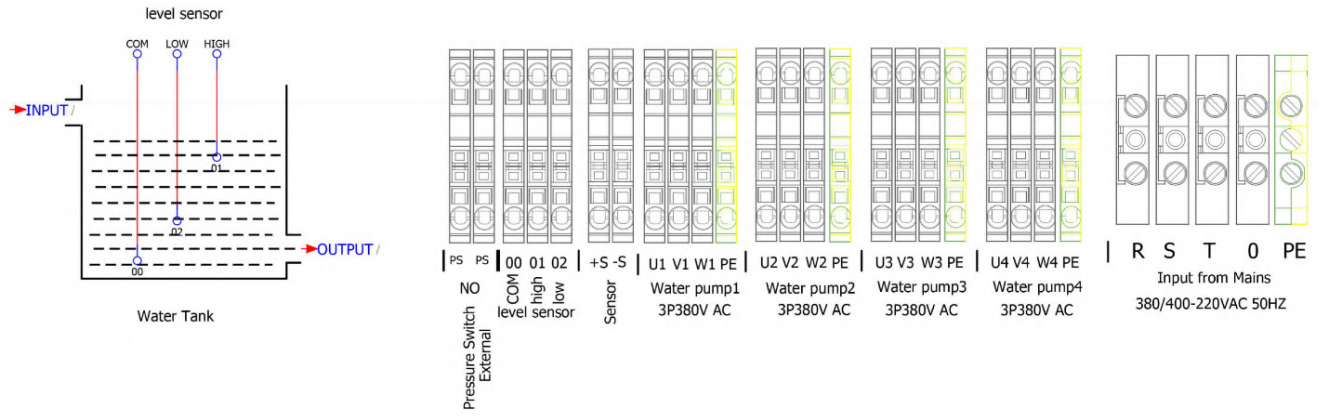 level sensor
COM LOW HIGH
INPUT /
01
02
00
OUTPUT /
Water Tank
PS PS
NO
Pressure Switch
External
00 01 02
COM
high
low
level sensor
+S -S
Sensor
U1 V1 W1 PE
Water pump1
3P380V AC
U2 V2 W2 PE
Water pump2
3P380V AC
U3 V3 W3 PE
Water pump3
3P380V AC
U4 V4 W4 PE
Water pump4
3P380V AC
R S T 0 PE
Input from Mains
380/400-220VAC 50HZ